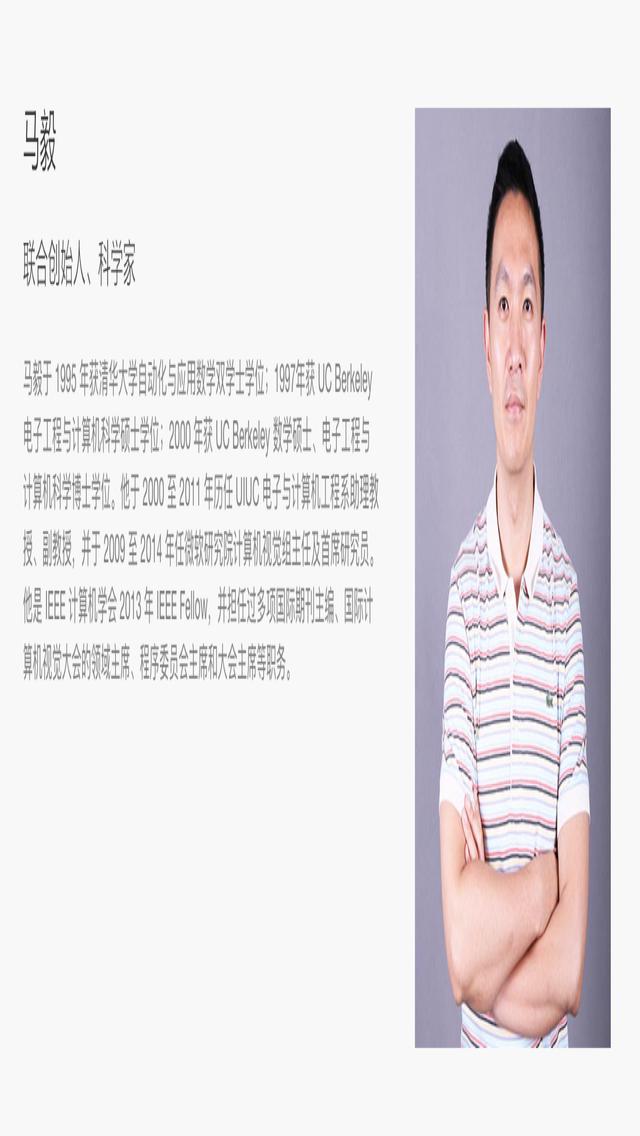 马毅
联合创始人、科学家
马毅于 1995 年获清华大学自动化与应用数学双学士学位；1997年获 UC Berkeley
电子工程与计算机科学硕士学位；2000 年获 UC Berkeley 数学硕士、电子工程与
计算机科学博士学位。他于 2000 至 2011 年历任 UIUC 电子与计算机工程系助理教
授、副教授，并于 2009 至 2014 年任微软研究院计算机视觉组主任及首席研究员。
他是 IEEE 计算机学会 2013 年 IEEE Fellow，并担任过多项国际期刊主编、国际计
算机视觉大会的领域主席、程序委员会主席和大会主席等职务。